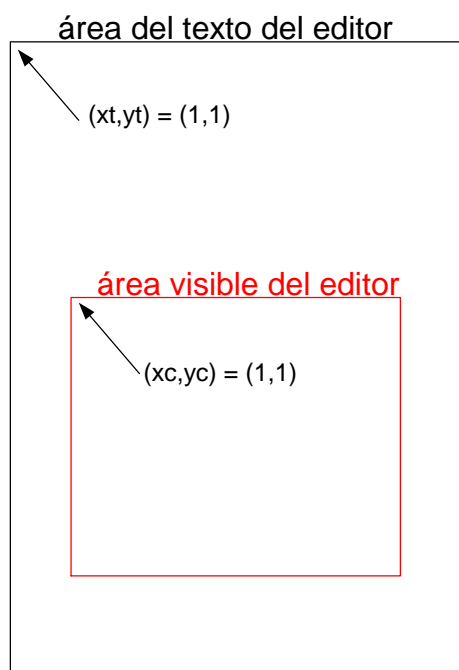 área del texto del editor
(xt,yt) = (1,1)
área visible del editor
(xc,yc) = (1,1)